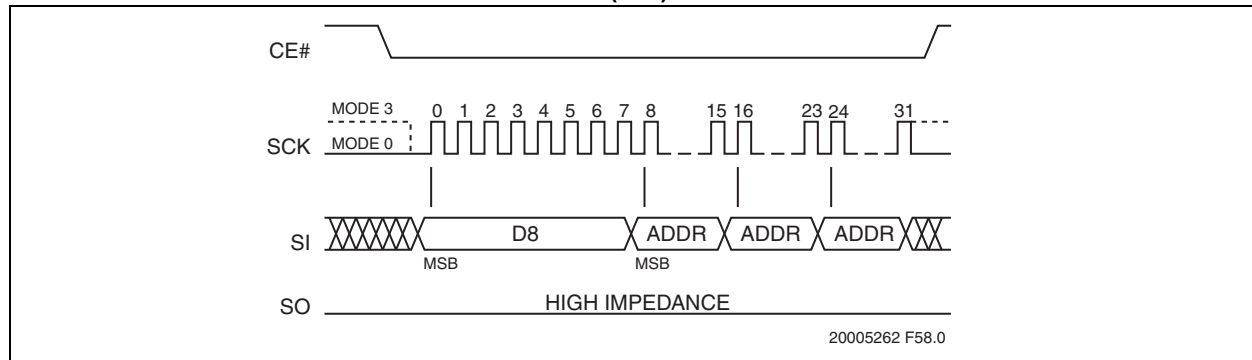 CE#
MODE 3
0 1 2 3 4 5 6 7 8 15 16 23 24 31
SCK MODE 0
SI D8 ADDR ADDR ADDR
MSB MSB
SO HIGH IMPEDANCE
20005262 F58.0